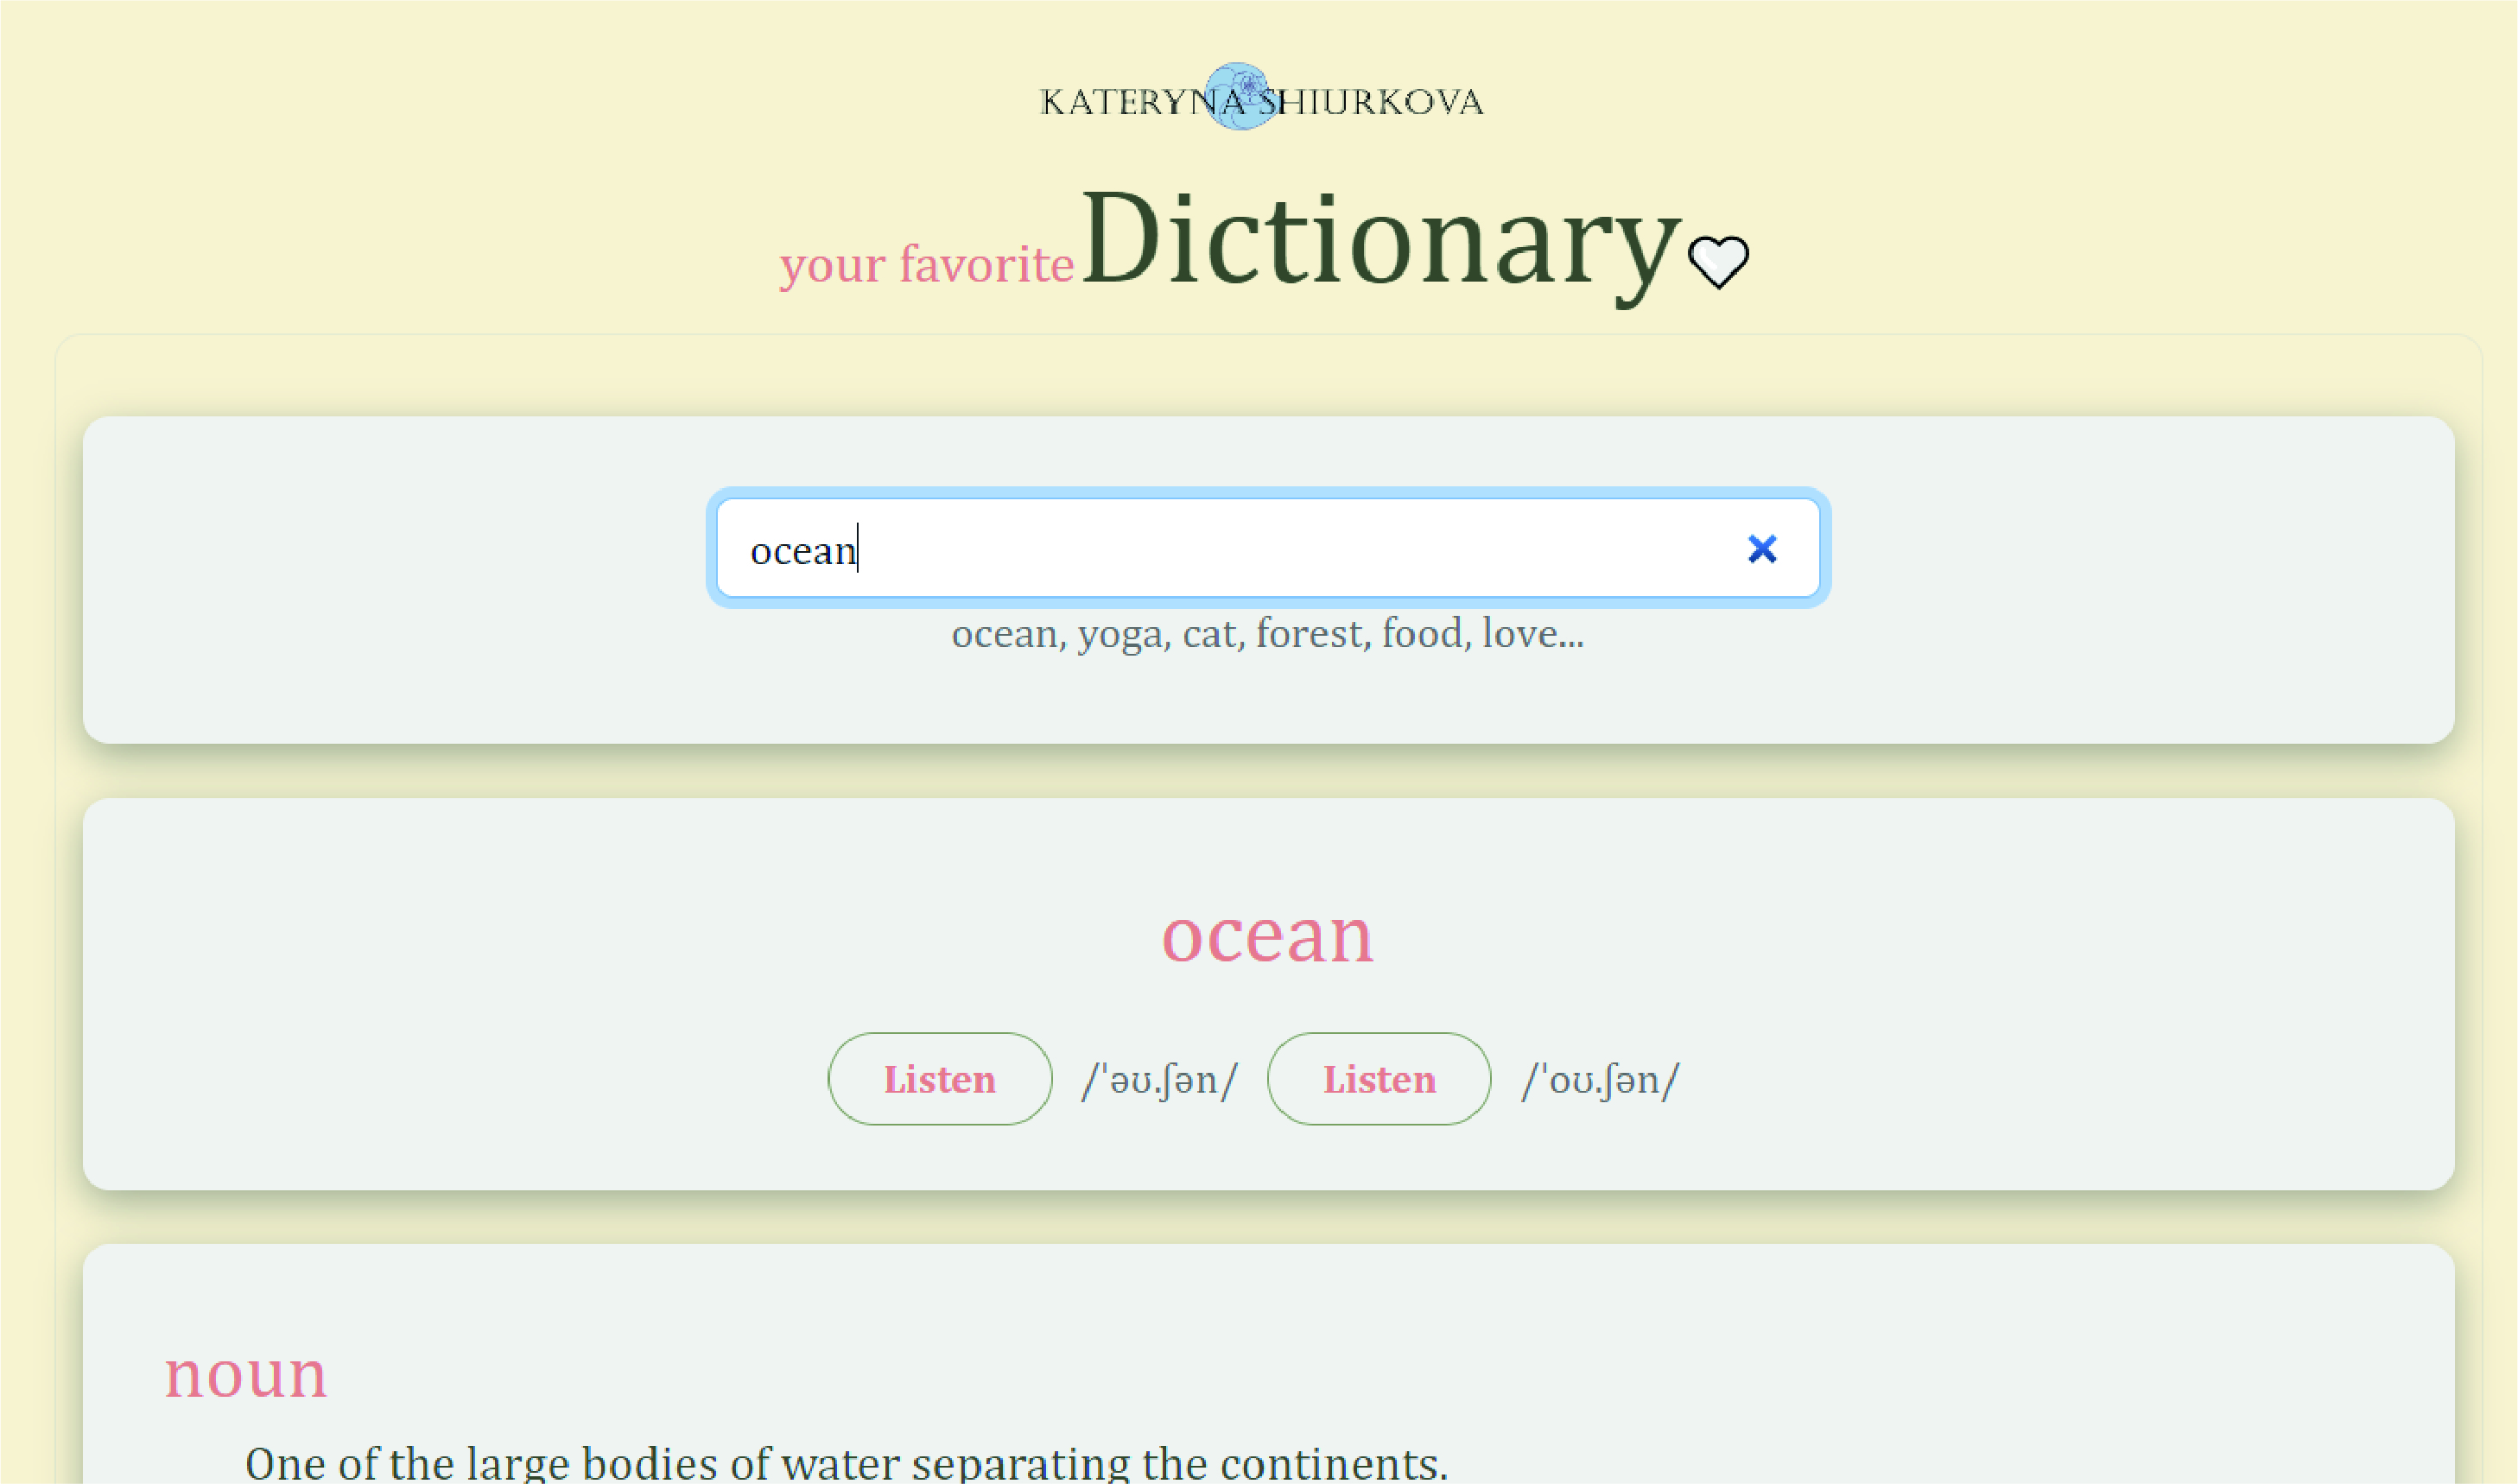 KATERYNA SHIURKOVA
your favorite Dictionary
ocean
ocean, yoga, cat, forest, food, love...
ocean
Listen /ˈəʊ.ʃən/ Listen /ˈoʊ.ʃən/
noun
One of the large bodies of water separating the continents.